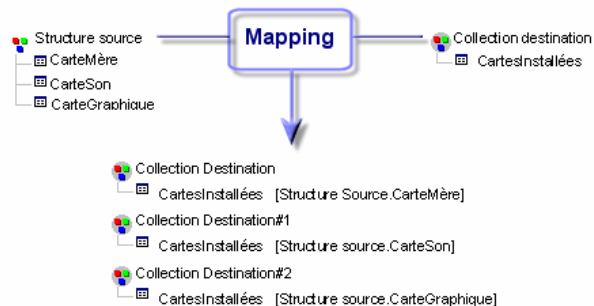 Structure source
CarteMère
CarteSon
CarteGraphique
Mapping
Collection destination
CartesInstallées
Collection Destination
CartesInstallées [Structure Source.CarteMère]
Collection Destination#1
CartesInstallées [Structure source.CarteSon]
Collection Destination#2
CartesInstallées [Structure source.CarteGraphique]